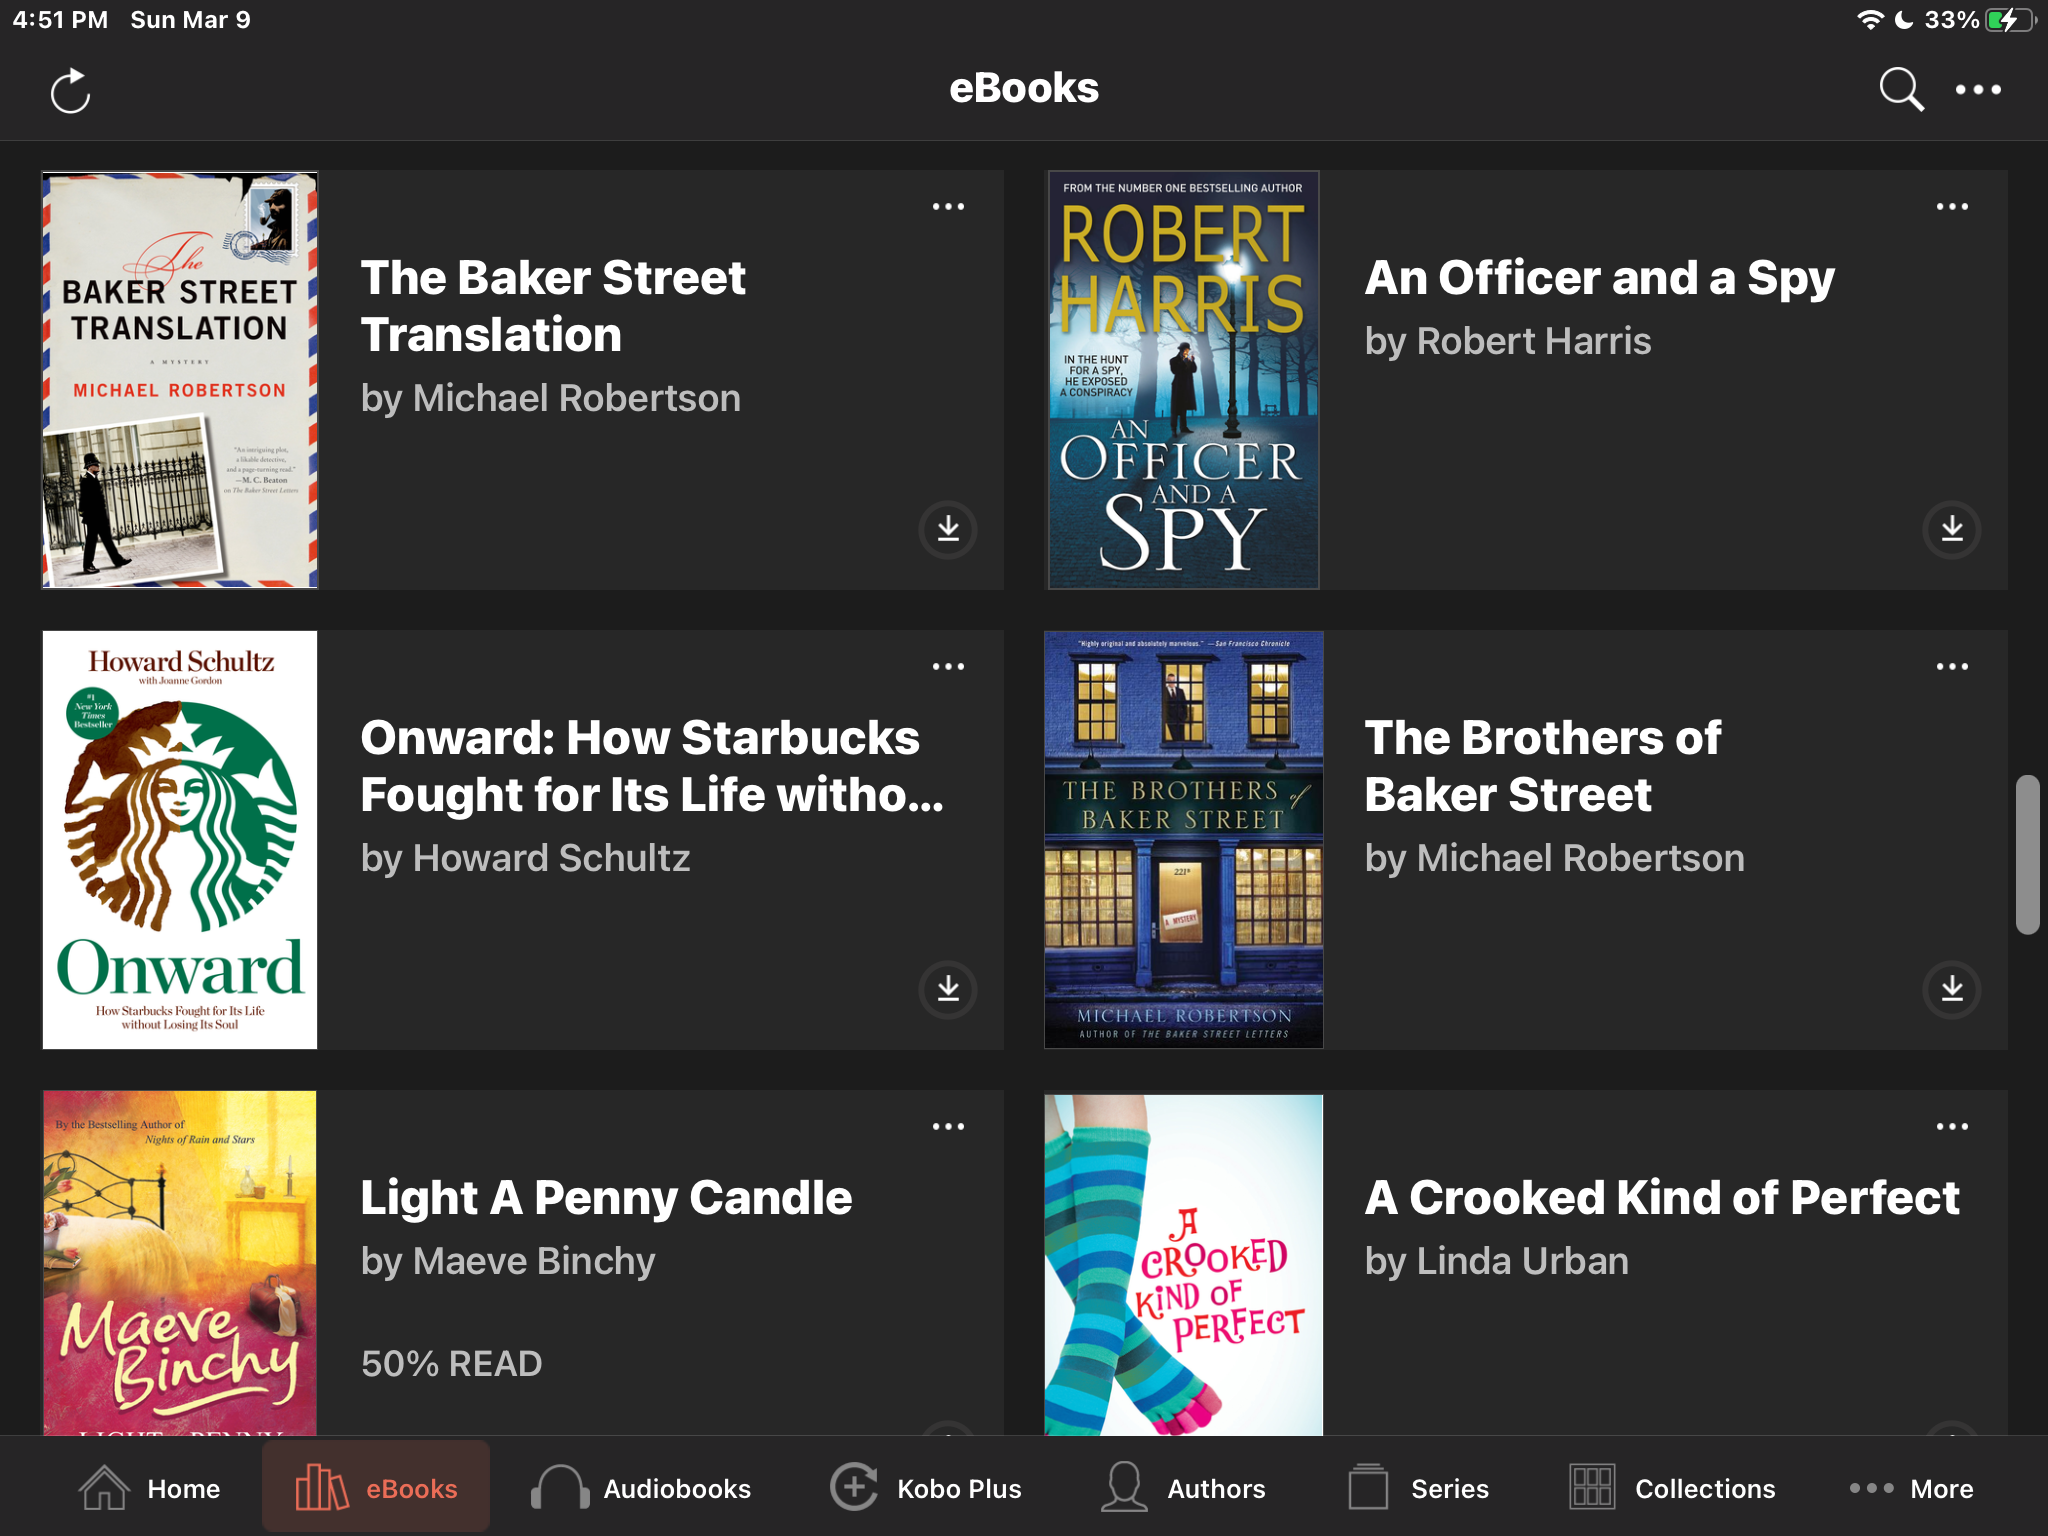 4:51 PM Sun Mar 9
33%
eBooks
The
BAKER STREET
TRANSLATION
A MYSTERY
MICHAEL ROBERTSON
"An intriguing plot,
a likable detective,
and a page-turning read."
—M. C. Beaton
on The Baker Street Letters
The Baker Street
Translation
by Michael Robertson
FROM THE NUMBER ONE BESTSELLING AUTHOR
ROBERT
HARRIS
IN THE HUNT
FOR A SPY,
HE EXPOSED
A CONSPIRACY
AN
OFFICER
AND A
SPY
An Officer and a Spy
by Robert Harris
Howard Schultz
with Joanne Gordon
#1
New York
Times
Bestseller
Onward
How Starbucks Fought for Its Life
without Losing Its Soul
Onward: How Starbucks
Fought for Its Life witho...
by Howard Schultz
"Highly original and absolutely marvelous." —San Francisco Chronicle
THE BROTHERS of
BAKER STREET
221B
A MYSTERY
MICHAEL ROBERTSON
AUTHOR OF THE BAKER STREET LETTERS
The Brothers of
Baker Street
by Michael Robertson
By the Bestselling Author of
Nights of Rain and Stars
Maeve
Binchy
LIGHT A PENNY
Light A Penny Candle
by Maeve Binchy
50% READ
A
CROOKED
KIND OF
PERFECT
A Crooked Kind of Perfect
by Linda Urban
Home
eBooks
Audiobooks
Kobo Plus
Authors
Series
Collections
More